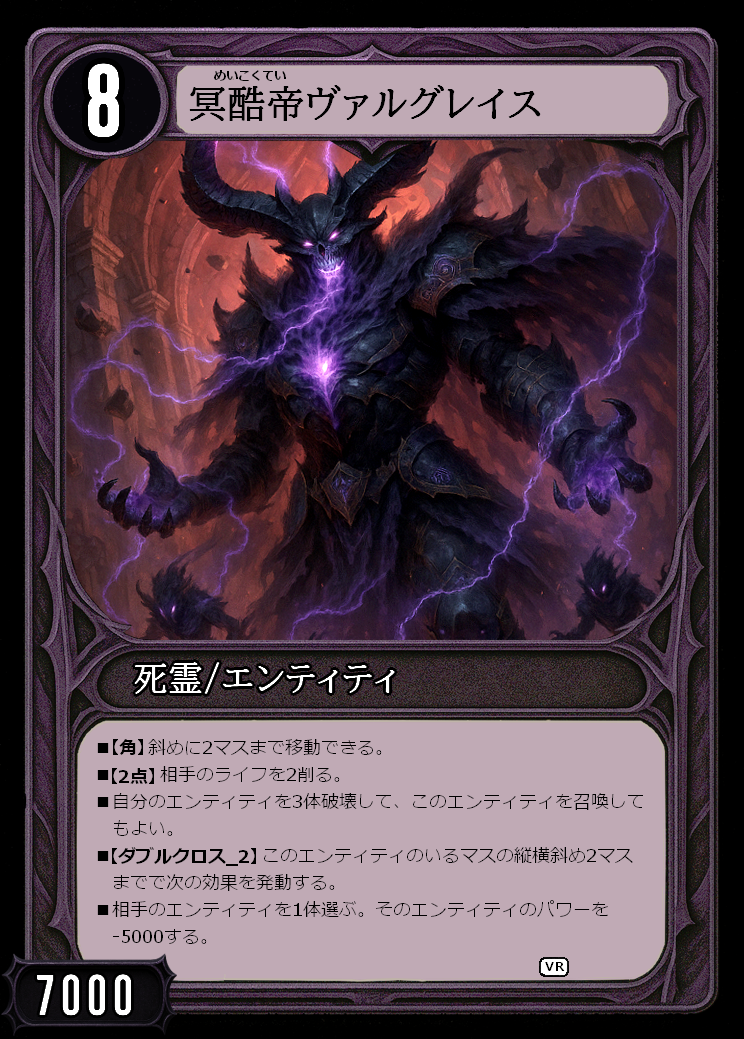 8
めいこくてい
冥酷帝ヴァルグレイス
死霊/エンティティ
■【角】斜めに2マスまで移動できる。
■【2点】相手のライフを2削る。
■自分のエンティティを3体破壊して、このエンティティを召喚して
もよい。
■【ダブルクロス_2】このエンティティのいるマスの縦横斜め2マス
までで次の効果を発動する。
■相手のエンティティを1体選ぶ。そのエンティティのパワーを
-5000する。
VR
7000